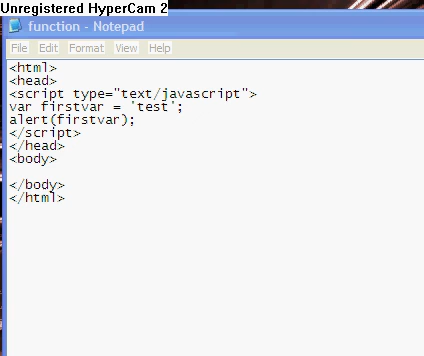 Unregistered HyperCam 2
function - Notepad
File Edit Format View Help
<html>
<head>
<script type="text/javascript">
var firstvar = 'test';
alert(firstvar);
</script>
</head>
<body>
</body>
</html>